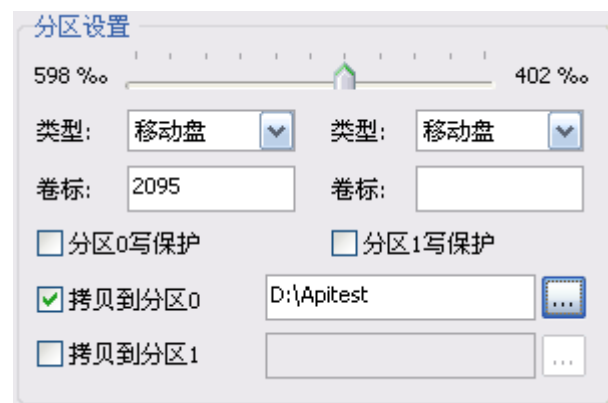 分区设置
598 ‰ 402 ‰
类型: 移动盘 类型: 移动盘
卷标: 2095 卷标:
分区0写保护 分区1写保护
拷贝到分区0 D:\Apitest ...
拷贝到分区1 ...